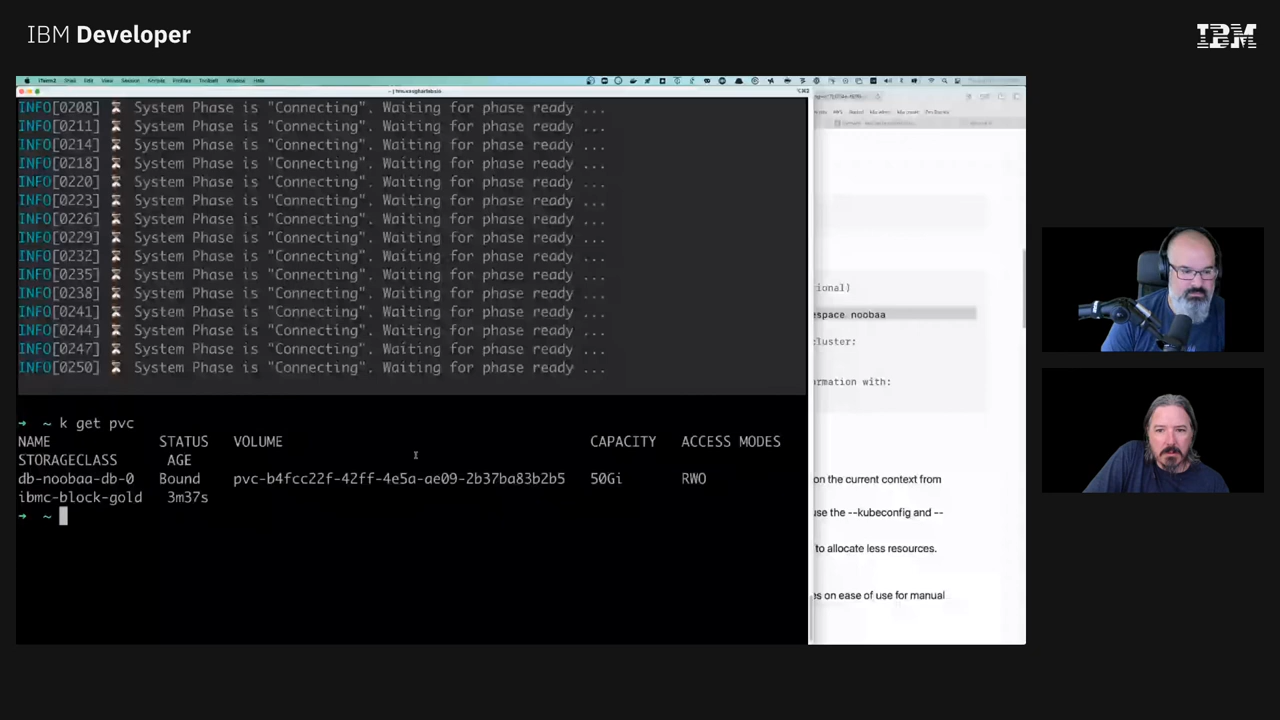 IBM Developer
IBM
INFO[0208] ⌛ System Phase is "Connecting". Waiting for phase ready ...
INFO[0211] ⌛ System Phase is "Connecting". Waiting for phase ready ...
INFO[0214] ⌛ System Phase is "Connecting". Waiting for phase ready ...
INFO[0218] ⌛ System Phase is "Connecting". Waiting for phase ready ...
INFO[0220] ⌛ System Phase is "Connecting". Waiting for phase ready ...
INFO[0223] ⌛ System Phase is "Connecting". Waiting for phase ready ...
INFO[0226] ⌛ System Phase is "Connecting". Waiting for phase ready ...
INFO[0229] ⌛ System Phase is "Connecting". Waiting for phase ready ...
INFO[0232] ⌛ System Phase is "Connecting". Waiting for phase ready ...
INFO[0235] ⌛ System Phase is "Connecting". Waiting for phase ready ...
INFO[0238] ⌛ System Phase is "Connecting". Waiting for phase ready ...
INFO[0241] ⌛ System Phase is "Connecting". Waiting for phase ready ...
INFO[0244] ⌛ System Phase is "Connecting". Waiting for phase ready ...
INFO[0247] ⌛ System Phase is "Connecting". Waiting for phase ready ...
INFO[0250] ⌛ System Phase is "Connecting". Waiting for phase ready ...
→ ~ k get pvc
NAME STATUS VOLUME CAPACITY ACCESS MODES
STORAGECLASS AGE
db-noobaa-db-0 Bound pvc-b4fcc22f-42ff-4e5a-ae09-2b37ba83b2b5 50Gi RWO
ibmc-block-gold 3m37s
→ ~
ional)
espace noobaa
cluster:
rmation with:
on the current context from
use the --kubeconfig and --
to allocate less resources.
es on ease of use for manual